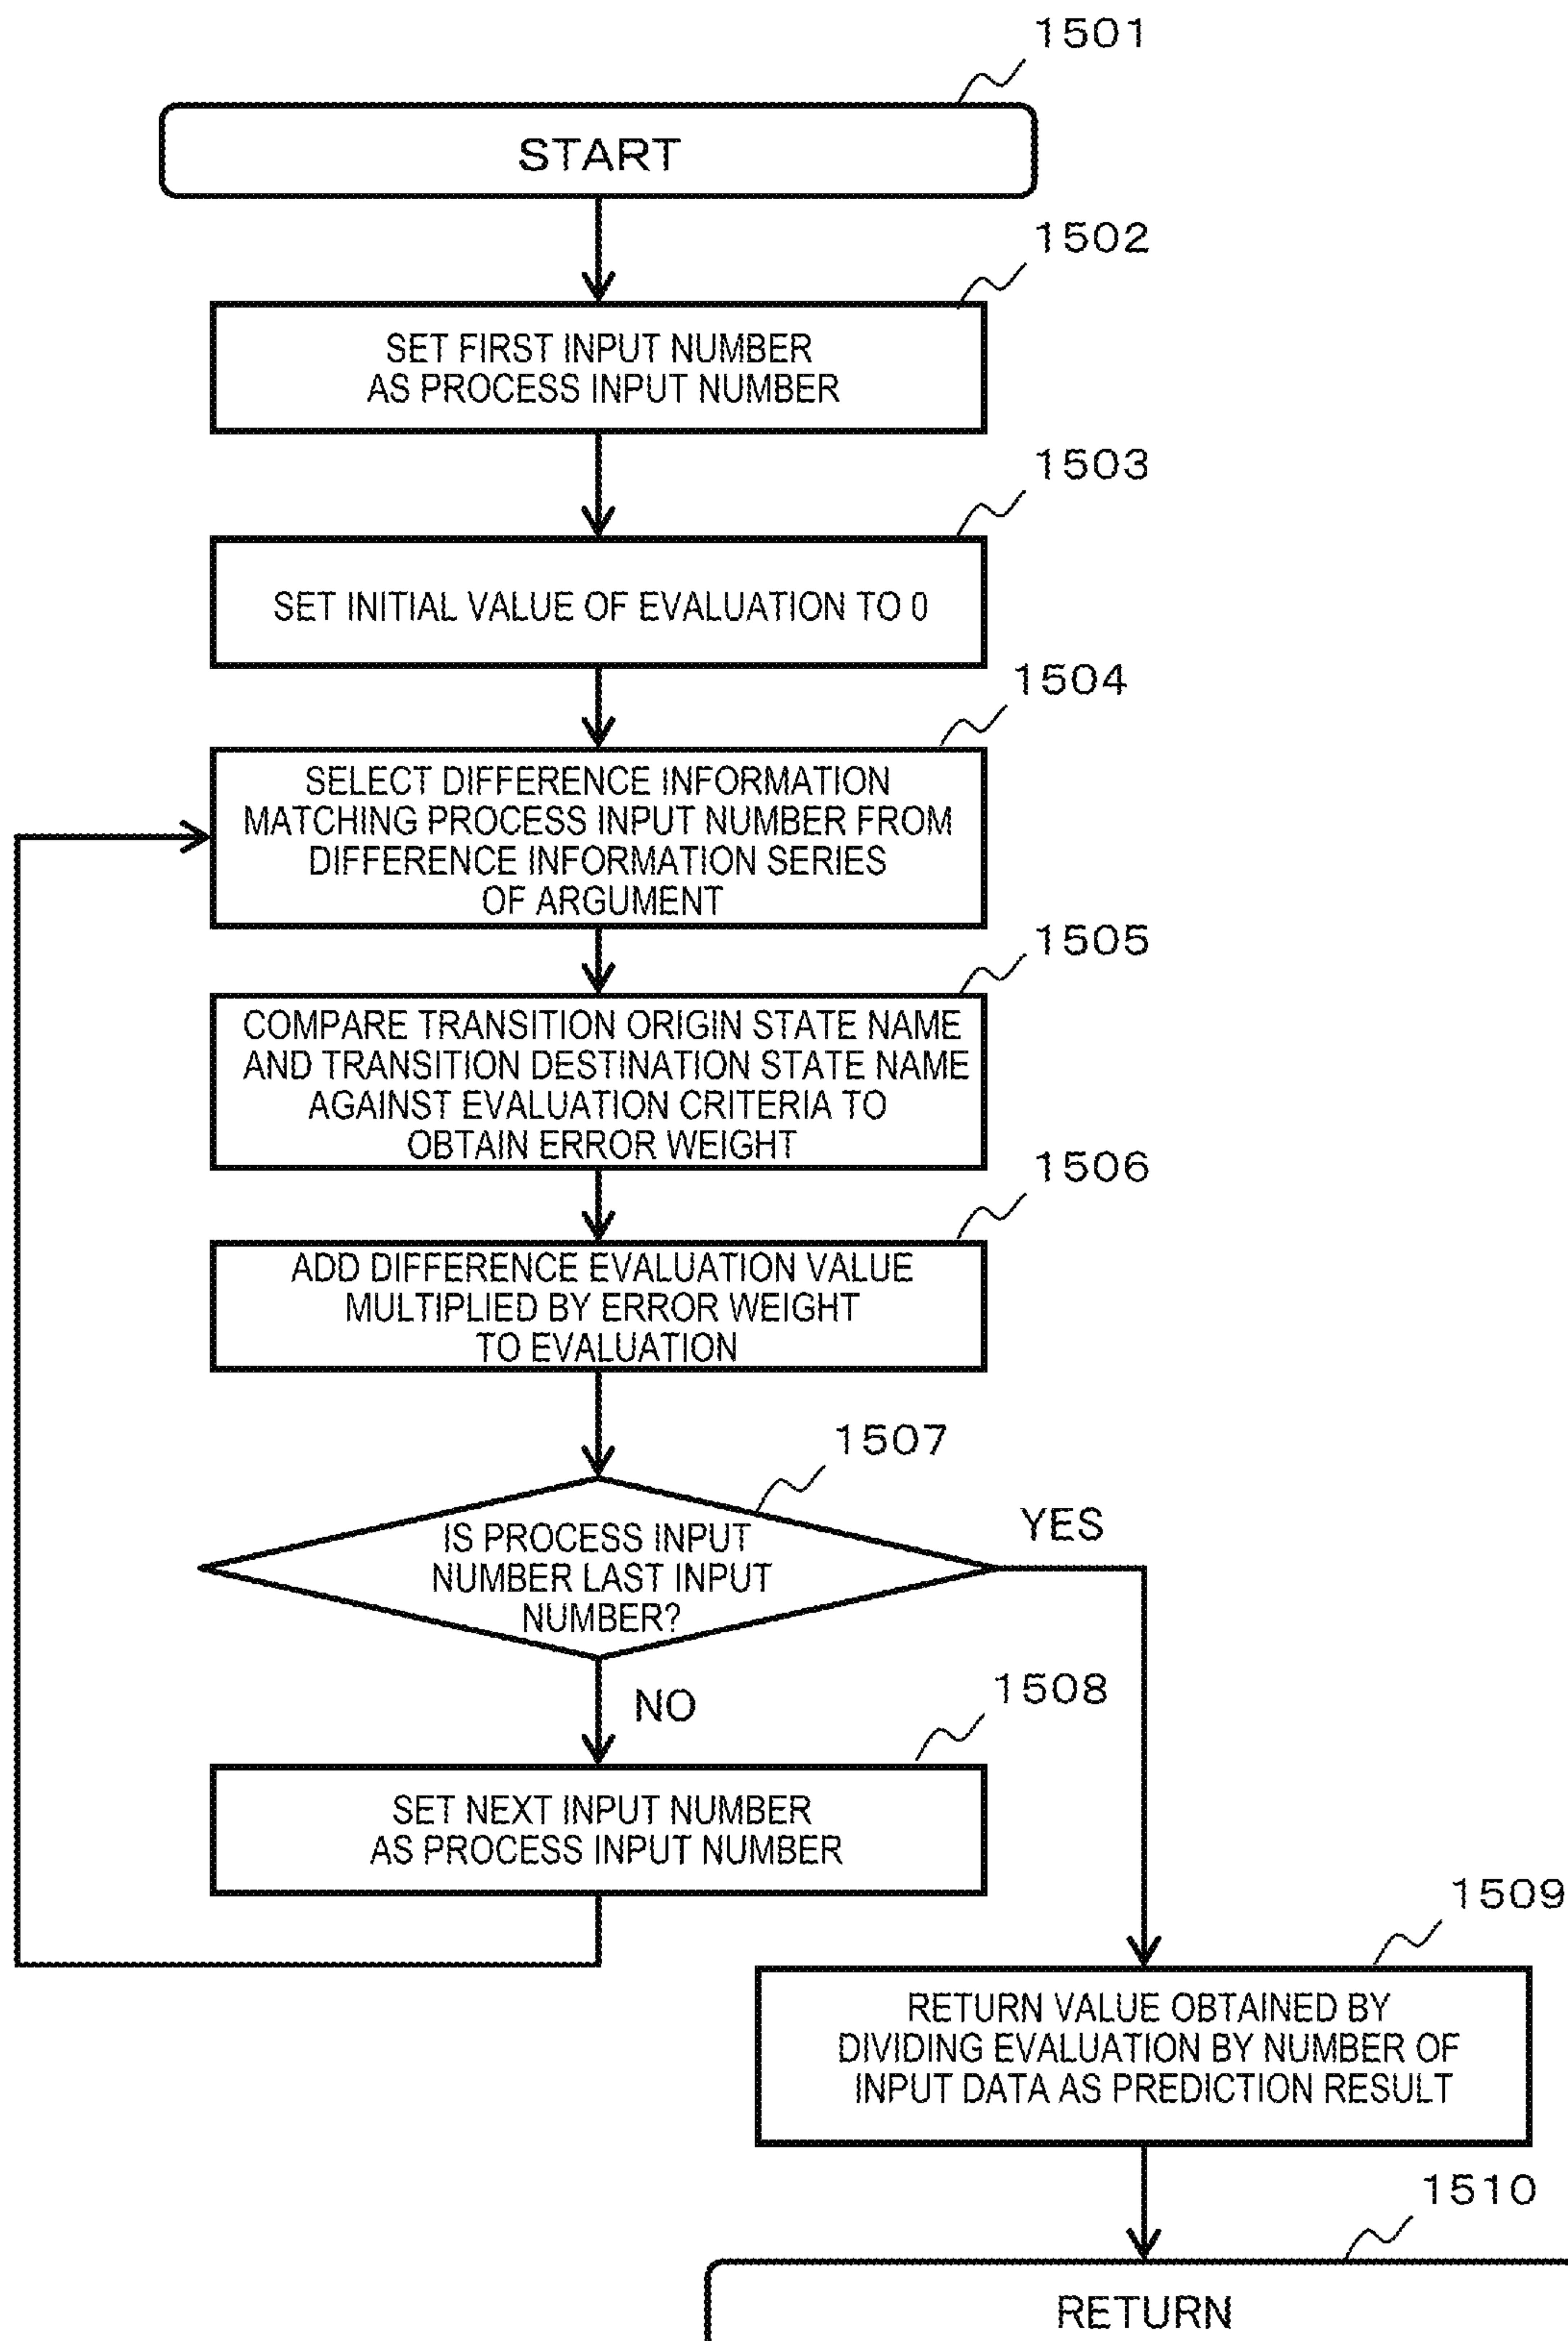 1501
START
1502
SET FIRST INPUT NUMBER
AS PROCESS INPUT NUMBER
1503
SET INITIAL VALUE OF EVALUATION TO 0
1504
SELECT DIFFERENCE INFORMATION
MATCHING PROCESS INPUT NUMBER FROM
DIFFERENCE INFORMATION SERIES
OF ARGUMENT
1505
COMPARE TRANSITION ORIGIN STATE NAME
AND TRANSITION DESTINATION STATE NAME
AGAINST EVALUATION CRITERIA TO
OBTAIN ERROR WEIGHT
1506
ADD DIFFERENCE EVALUATION VALUE
MULTIPLIED BY ERROR WEIGHT
TO EVALUATION
1507
IS PROCESS INPUT
NUMBER LAST INPUT
NUMBER?
YES
NO
1508
SET NEXT INPUT NUMBER
AS PROCESS INPUT NUMBER
1509
RETURN VALUE OBTAINED BY
DIVIDING EVALUATION BY NUMBER OF
INPUT DATA AS PREDICTION RESULT
1510
RETURN